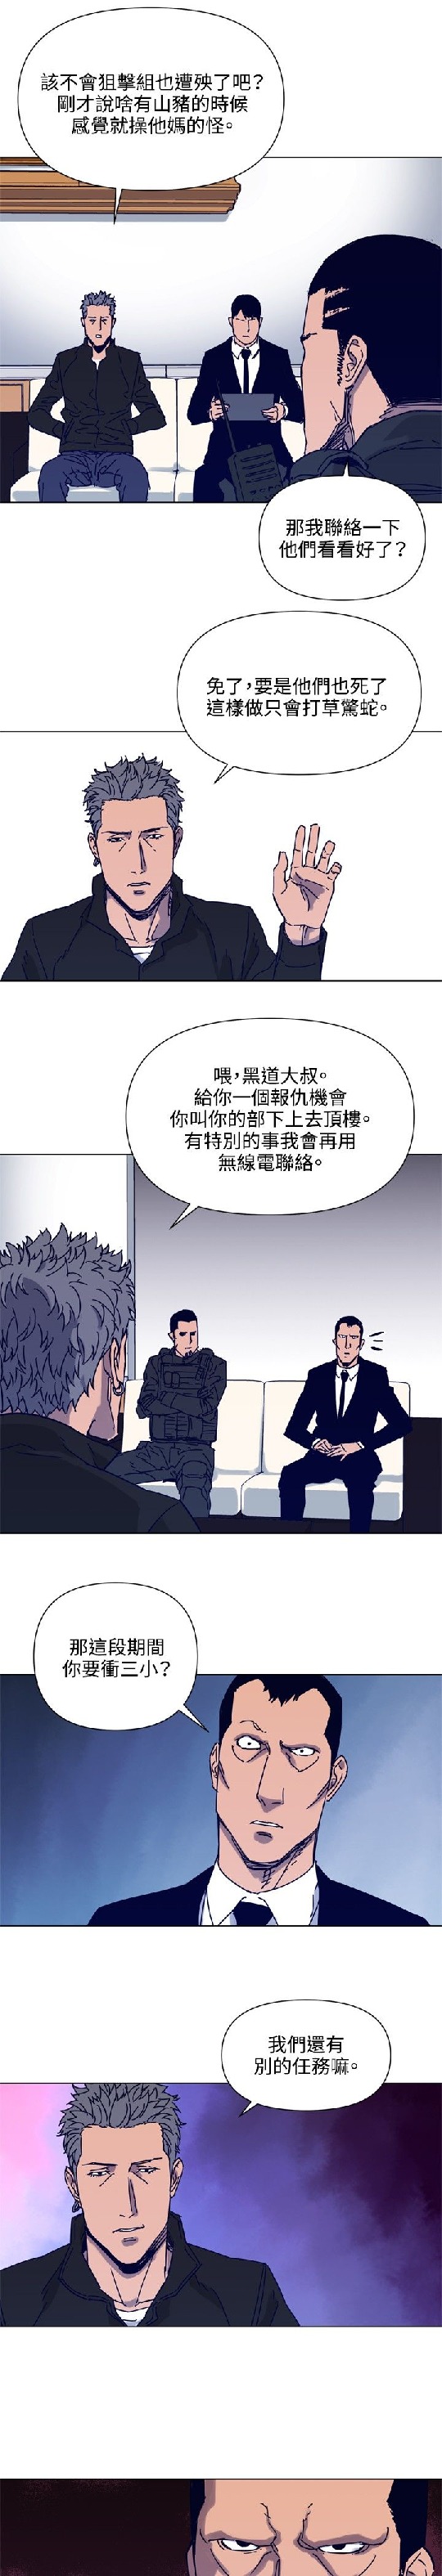 該不會狙擊組也遭殃了吧？
剛才說啥有山豬的時候
感覺就操他媽的怪。
那我聯絡一下
他們看看好了？
免了，要是他們也死了
這樣做只會打草驚蛇。
喂，黑道大叔。
給你一個報仇機會
你叫你的部下上去頂樓。
有特別的事我會再用
無線電聯絡。
那這段期間
你要衝三小？
我們還有
別的任務嘛。